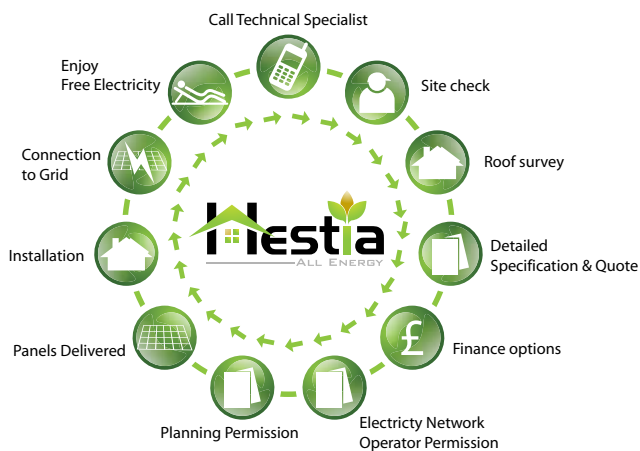 Call Technical Specialist
Site check
Roof survey
Detailed
Specification & Quote
£
Finance options
Electricty Network
Operator Permission
Planning Permission
Panels Delivered
Installation
Connection
to Grid
Enjoy
Free Electricity
Hestia
ALL ENERGY